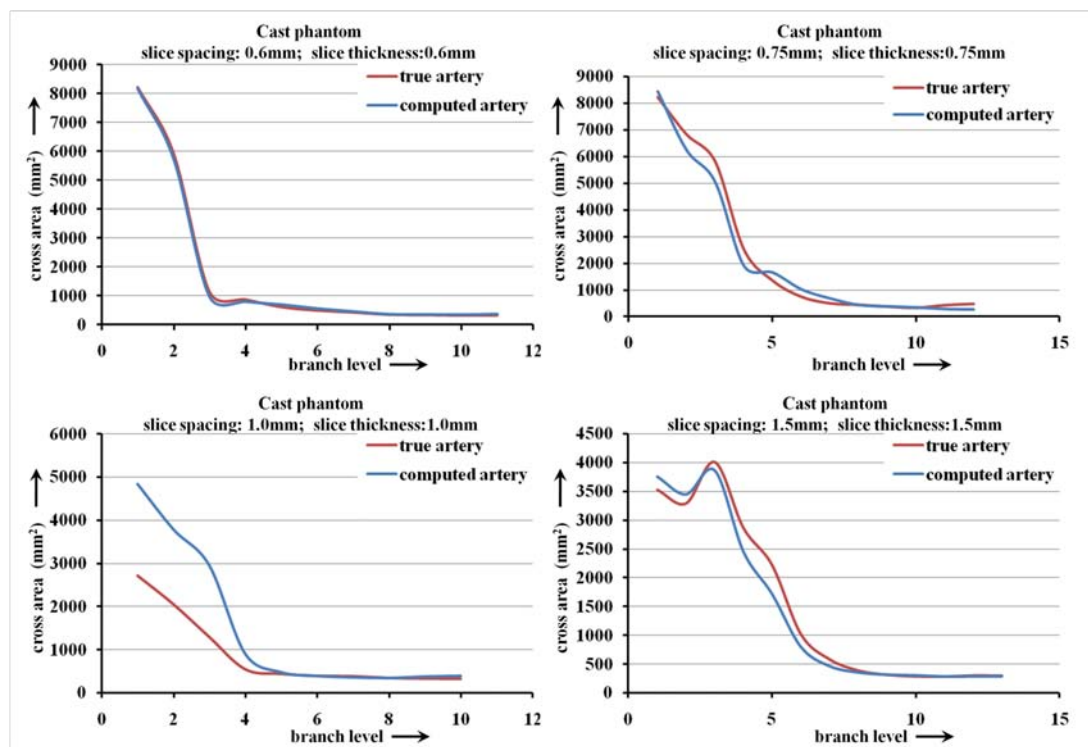 Cast phantom
slice spacing: 0.6mm; slice thickness:0.6mm
true artery
computed artery
cross area (mm²)
9000
8000
7000
6000
5000
4000
3000
2000
1000
0
0 2 4 6 8 10 12
branch level
Cast phantom
slice spacing: 0.75mm; slice thickness:0.75mm
true artery
computed artery
cross area (mm²)
9000
8000
7000
6000
5000
4000
3000
2000
1000
0
0 5 10 15
branch level
Cast phantom
slice spacing: 1.0mm; slice thickness:1.0mm
true artery
computed artery
cross area (mm²)
6000
5000
4000
3000
2000
1000
0
0 2 4 6 8 10 12
branch level
Cast phantom
slice spacing: 1.5mm; slice thickness:1.5mm
true artery
computed artery
cross area (mm²)
4500
4000
3500
3000
2500
2000
1500
1000
500
0
0 5 10 15
branch level